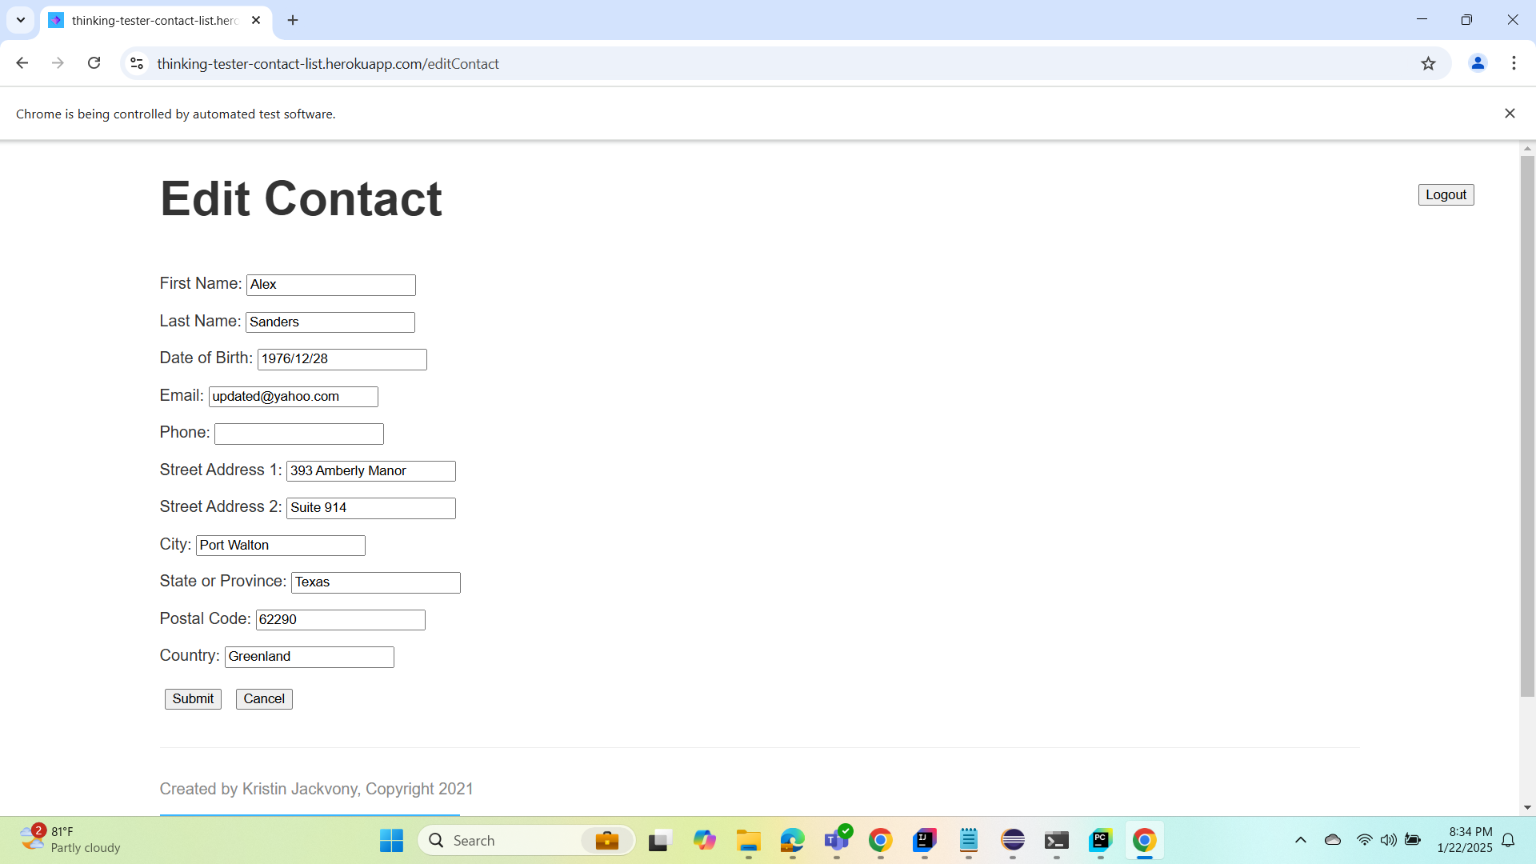 thinking-tester-contact-list.herc
thinking-tester-contact-list.herokuapp.com/editContact
Chrome is being controlled by automated test software.
Edit Contact
Logout
First Name: Alex
Last Name: Sanders
Date of Birth: 1976/12/28
Email: updated@yahoo.com
Phone:
Street Address 1: 393 Amberly Manor
Street Address 2: Suite 914
City: Port Walton
State or Province: Texas
Postal Code: 62290
Country: Greenland
Submit Cancel
Created by Kristin Jackvony, Copyright 2021
2 81°F
Partly cloudy
Search
8:34 PM
1/22/2025